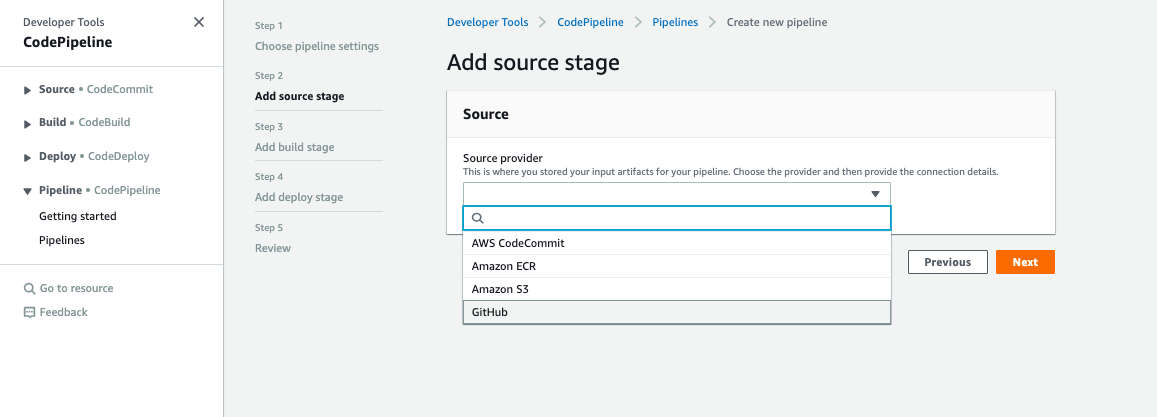 Developer Tools
CodePipeline
Source • CodeCommit
Build • CodeBuild
Deploy • CodeDeploy
Pipeline • CodePipeline
Getting started
Pipelines
Go to resource
Feedback
Step 1
Choose pipeline settings
Step 2
Add source stage
Step 3
Add build stage
Step 4
Add deploy stage
Step 5
Review
Developer Tools > CodePipeline > Pipelines > Create new pipeline
Add source stage
Source
Source provider
This is where you stored your input artifacts for your pipeline. Choose the provider and then provide the connection details.
AWS CodeCommit
Amazon ECR
Amazon S3
GitHub
Previous Next